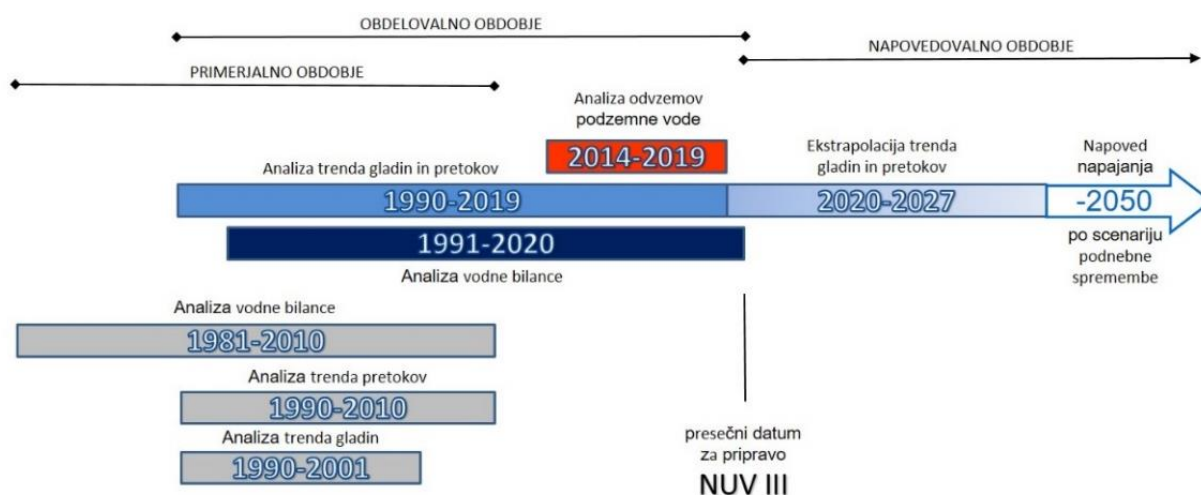 OBDELOVALNO OBDOBJE
NAPOVEDOVALNO OBDOBJE
PRIMERJALNO OBDOBJE
Analiza odvzemov
podzemne vode
2014-2019
Analiza trenda gladin in pretokov
1990-2019
Ekstrapolacija trenda
gladin in pretokov
2020-2027
Napoved
napajanja
-2050
po scenariju
podnebne
spremembe
1991-2020
Analiza vodne bilance
Analiza vodne bilance
1981-2010
Analiza trenda pretokov
1990-2010
Analiza trenda gladin
1990-2001
presečni datum
za pripravo
NUV III